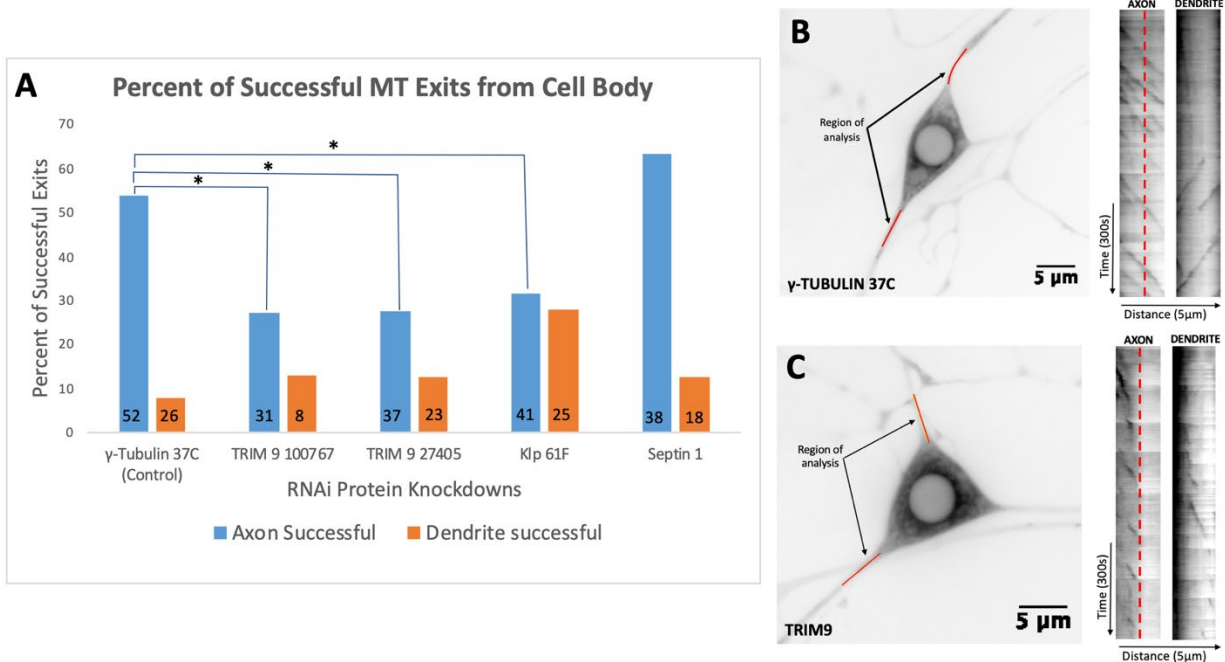 A
Percent of Successful MT Exits from Cell Body
Percent of Successful Exits
70
60
50
40
30
20
10
0
*
*
*
52
26
31
8
37
23
41
25
38
18
γ-Tubulin 37C
(Control)
TRIM 9 100767
TRIM 9 27405
Klp 61F
Septin 1
RNAi Protein Knockdowns
Axon Successful
Dendrite successful
B
Region of
analysis
5 μm
γ-TUBULIN 37C
AXON
DENDRITE
Time (300s)
Distance (5μm)
C
Region of
analysis
5 μm
TRIM9
AXON
DENDRITE
Time (300s)
Distance (5μm)